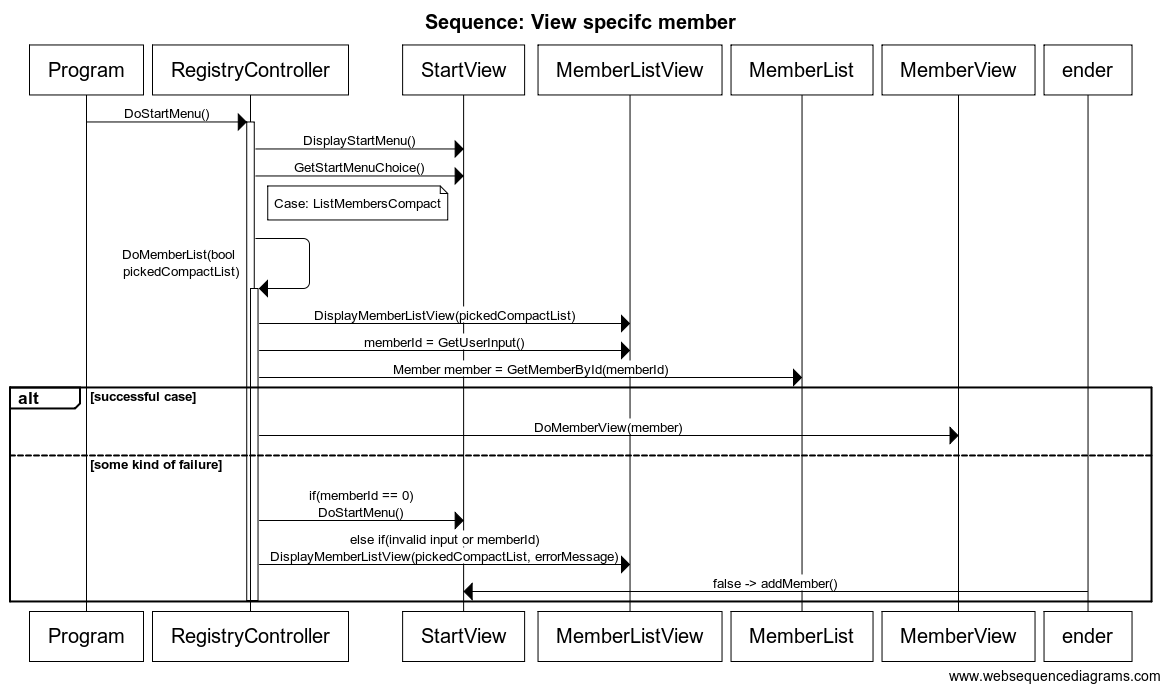 Sequence: View specifc member
Program
RegistryController
StartView
MemberListView
MemberList
MemberView
ender
DoStartMenu()
DisplayStartMenu()
GetStartMenuChoice()
Case: ListMembersCompact
DoMemberList(bool
pickedCompactList)
DisplayMemberListView(pickedCompactList)
memberId = GetUserInput()
Member member = GetMemberById(memberId)
alt
[successful case]
DoMemberView(member)
[some kind of failure]
if(memberId == 0)
DoStartMenu()
else if(invalid input or memberId)
DisplayMemberListView(pickedCompactList, errorMessage)
false -> addMember()
Program
RegistryController
StartView
MemberListView
MemberList
MemberView
ender
www.websequencediagrams.com